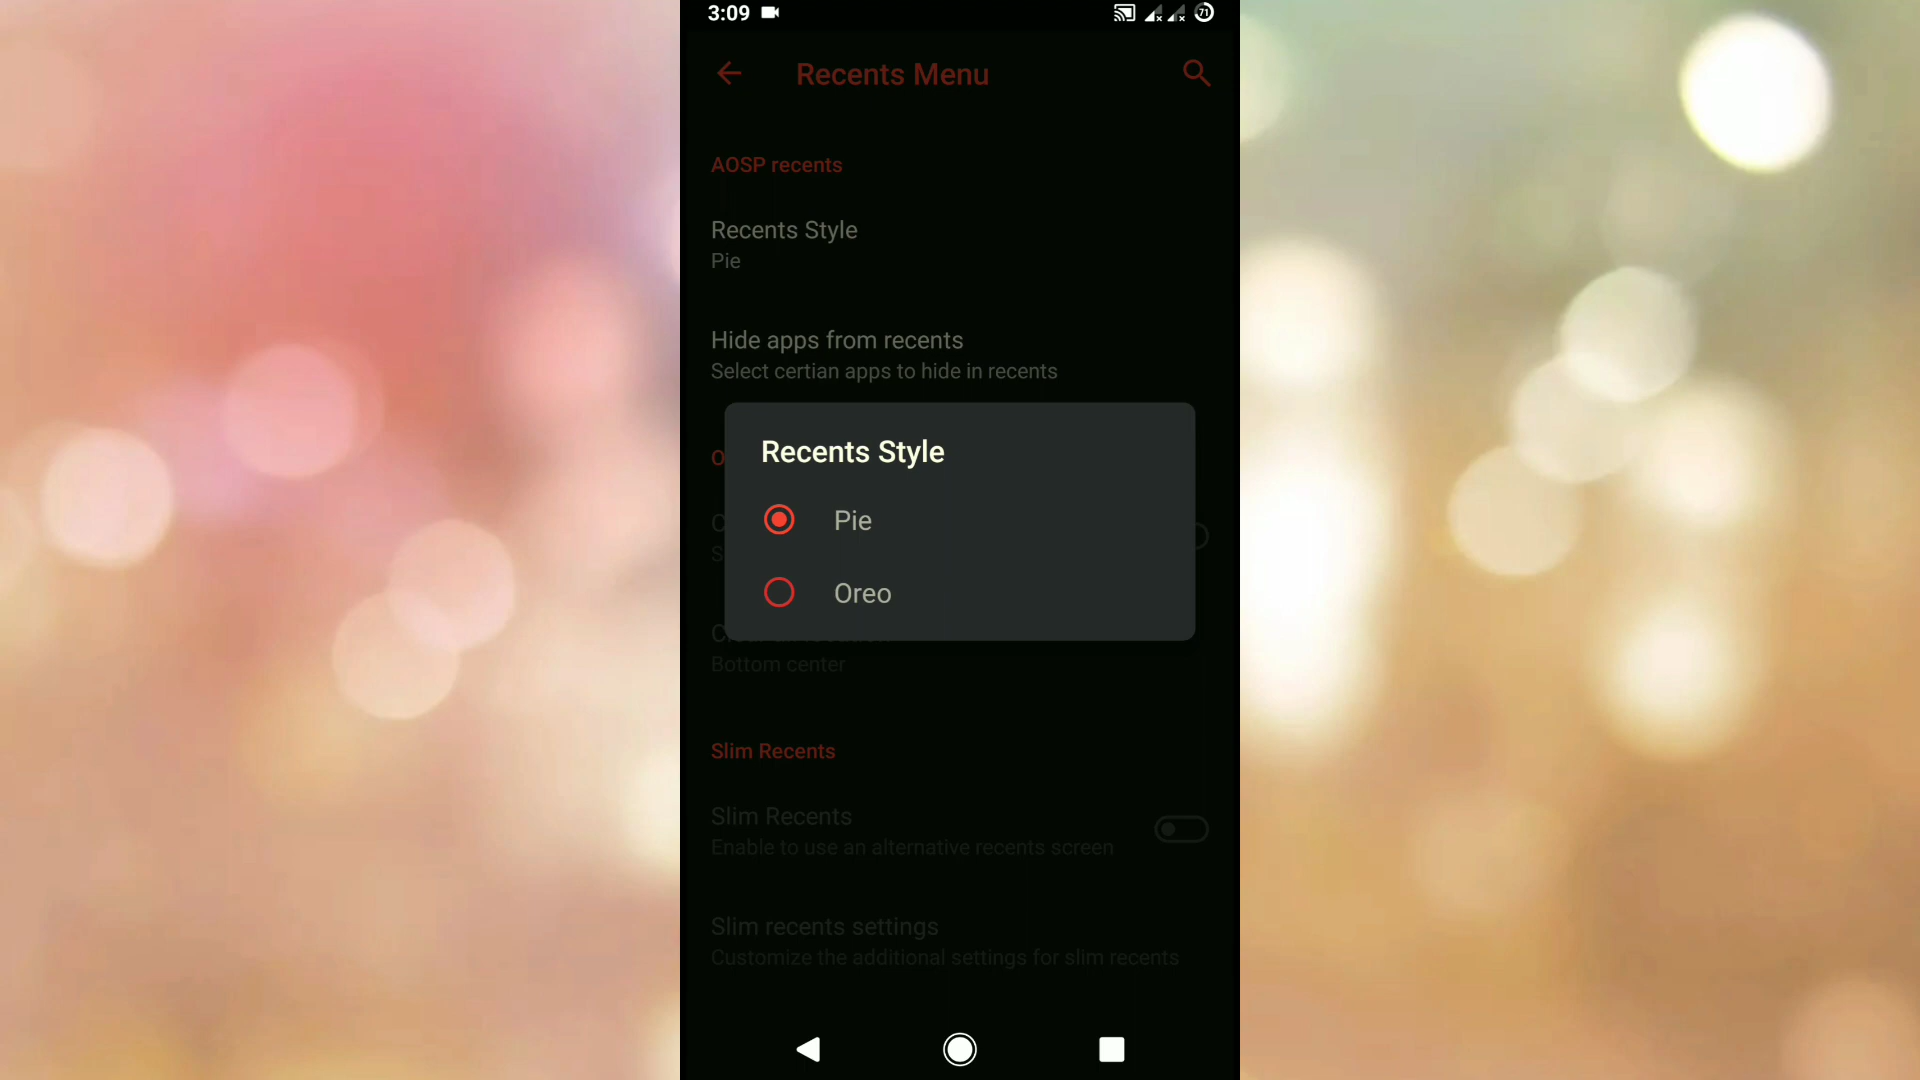 3:09
71
Recents Menu
AOSP recents
Recents Style
Pie
Hide apps from recents
Select certian apps to hide in recents
Recents Style
Pie
Oreo
Bottom center
Slim Recents
Slim Recents
Enable to use an alternative recents screen
Slim recents settings
Customize the additional settings for slim recents